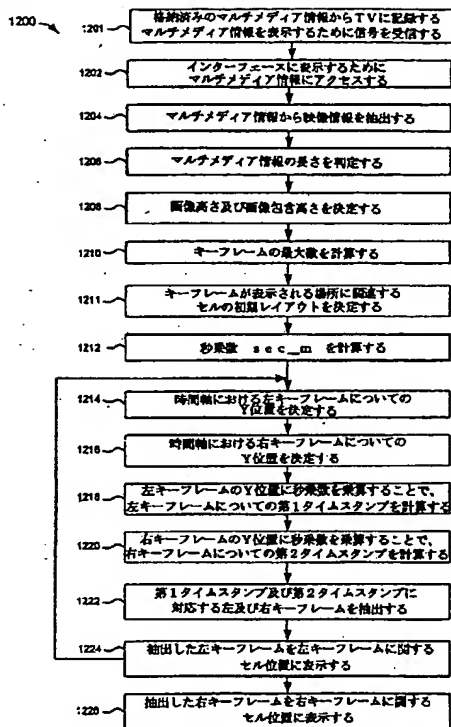 1200
1201
格納済みのマルチメディア情報からTVに記録する
マルチメディア情報を表示するために信号を受信する
1202
インターフェースに表示するために
マルチメディア情報にアクセスする
1204
マルチメディア情報から映像情報を抽出する
1206
マルチメディア情報の長さを判定する
1208
画像高さ及び画像包含高さを決定する
1210
キーフレームの最大数を計算する
1211
キーフレームが表示される場所に関連する
セルの初期レイアウトを決定する
1212
秒乗数 sec_m を計算する
1214
時間軸における左キーフレームについての
Y位置を決定する
1216
時間軸における右キーフレームについての
Y位置を決定する
1218
左キーフレームのY位置に秒乗数を乗算することで、
左キーフレームについての第1タイムスタンプを計算する
1220
右キーフレームのY位置に秒乗数を乗算することで、
右キーフレームについての第2タイムスタンプを計算する
1222
第1タイムスタンプ及び第2タイムスタンプに
対応する左及び右キーフレームを抽出する
1224
抽出した左キーフレームを左キーフレームに関する
セル位置に表示する
1226
抽出した右キーフレームを右キーフレームに関する
セル位置に表示する